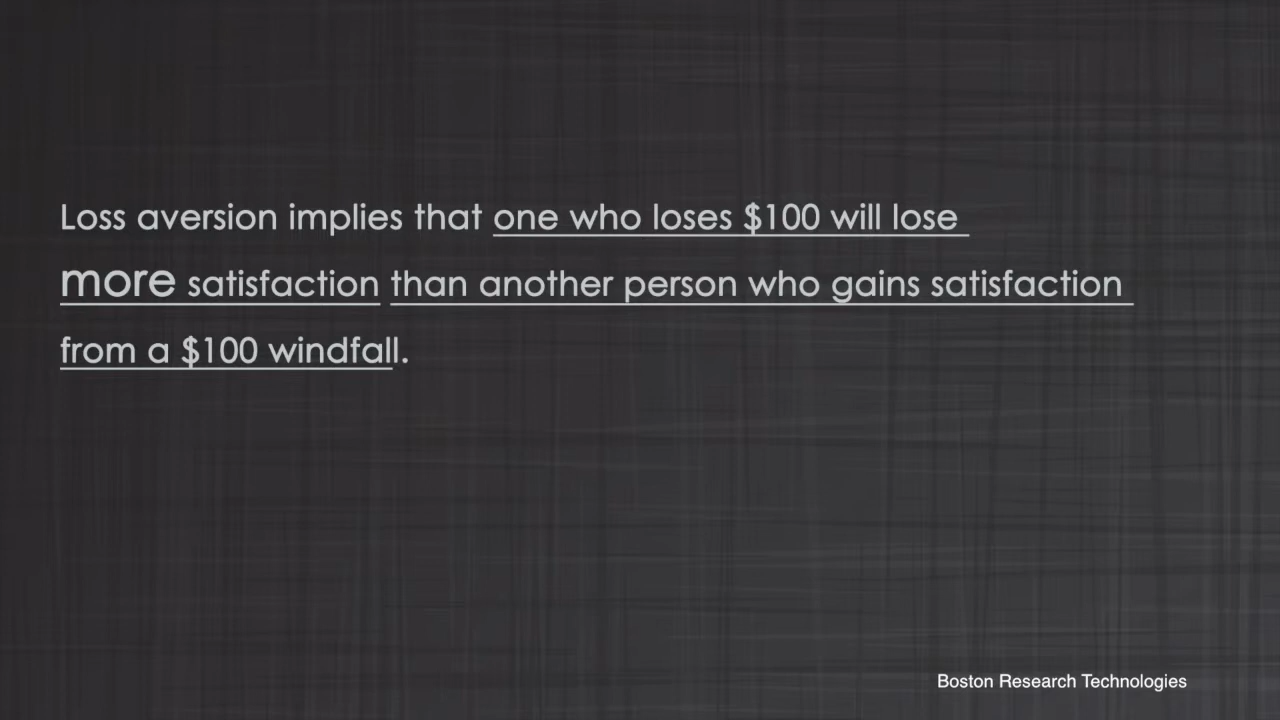 Loss aversion implies that one who loses $100 will lose
more satisfaction than another person who gains satisfaction
from a $100 windfall.
Boston Research Technologies